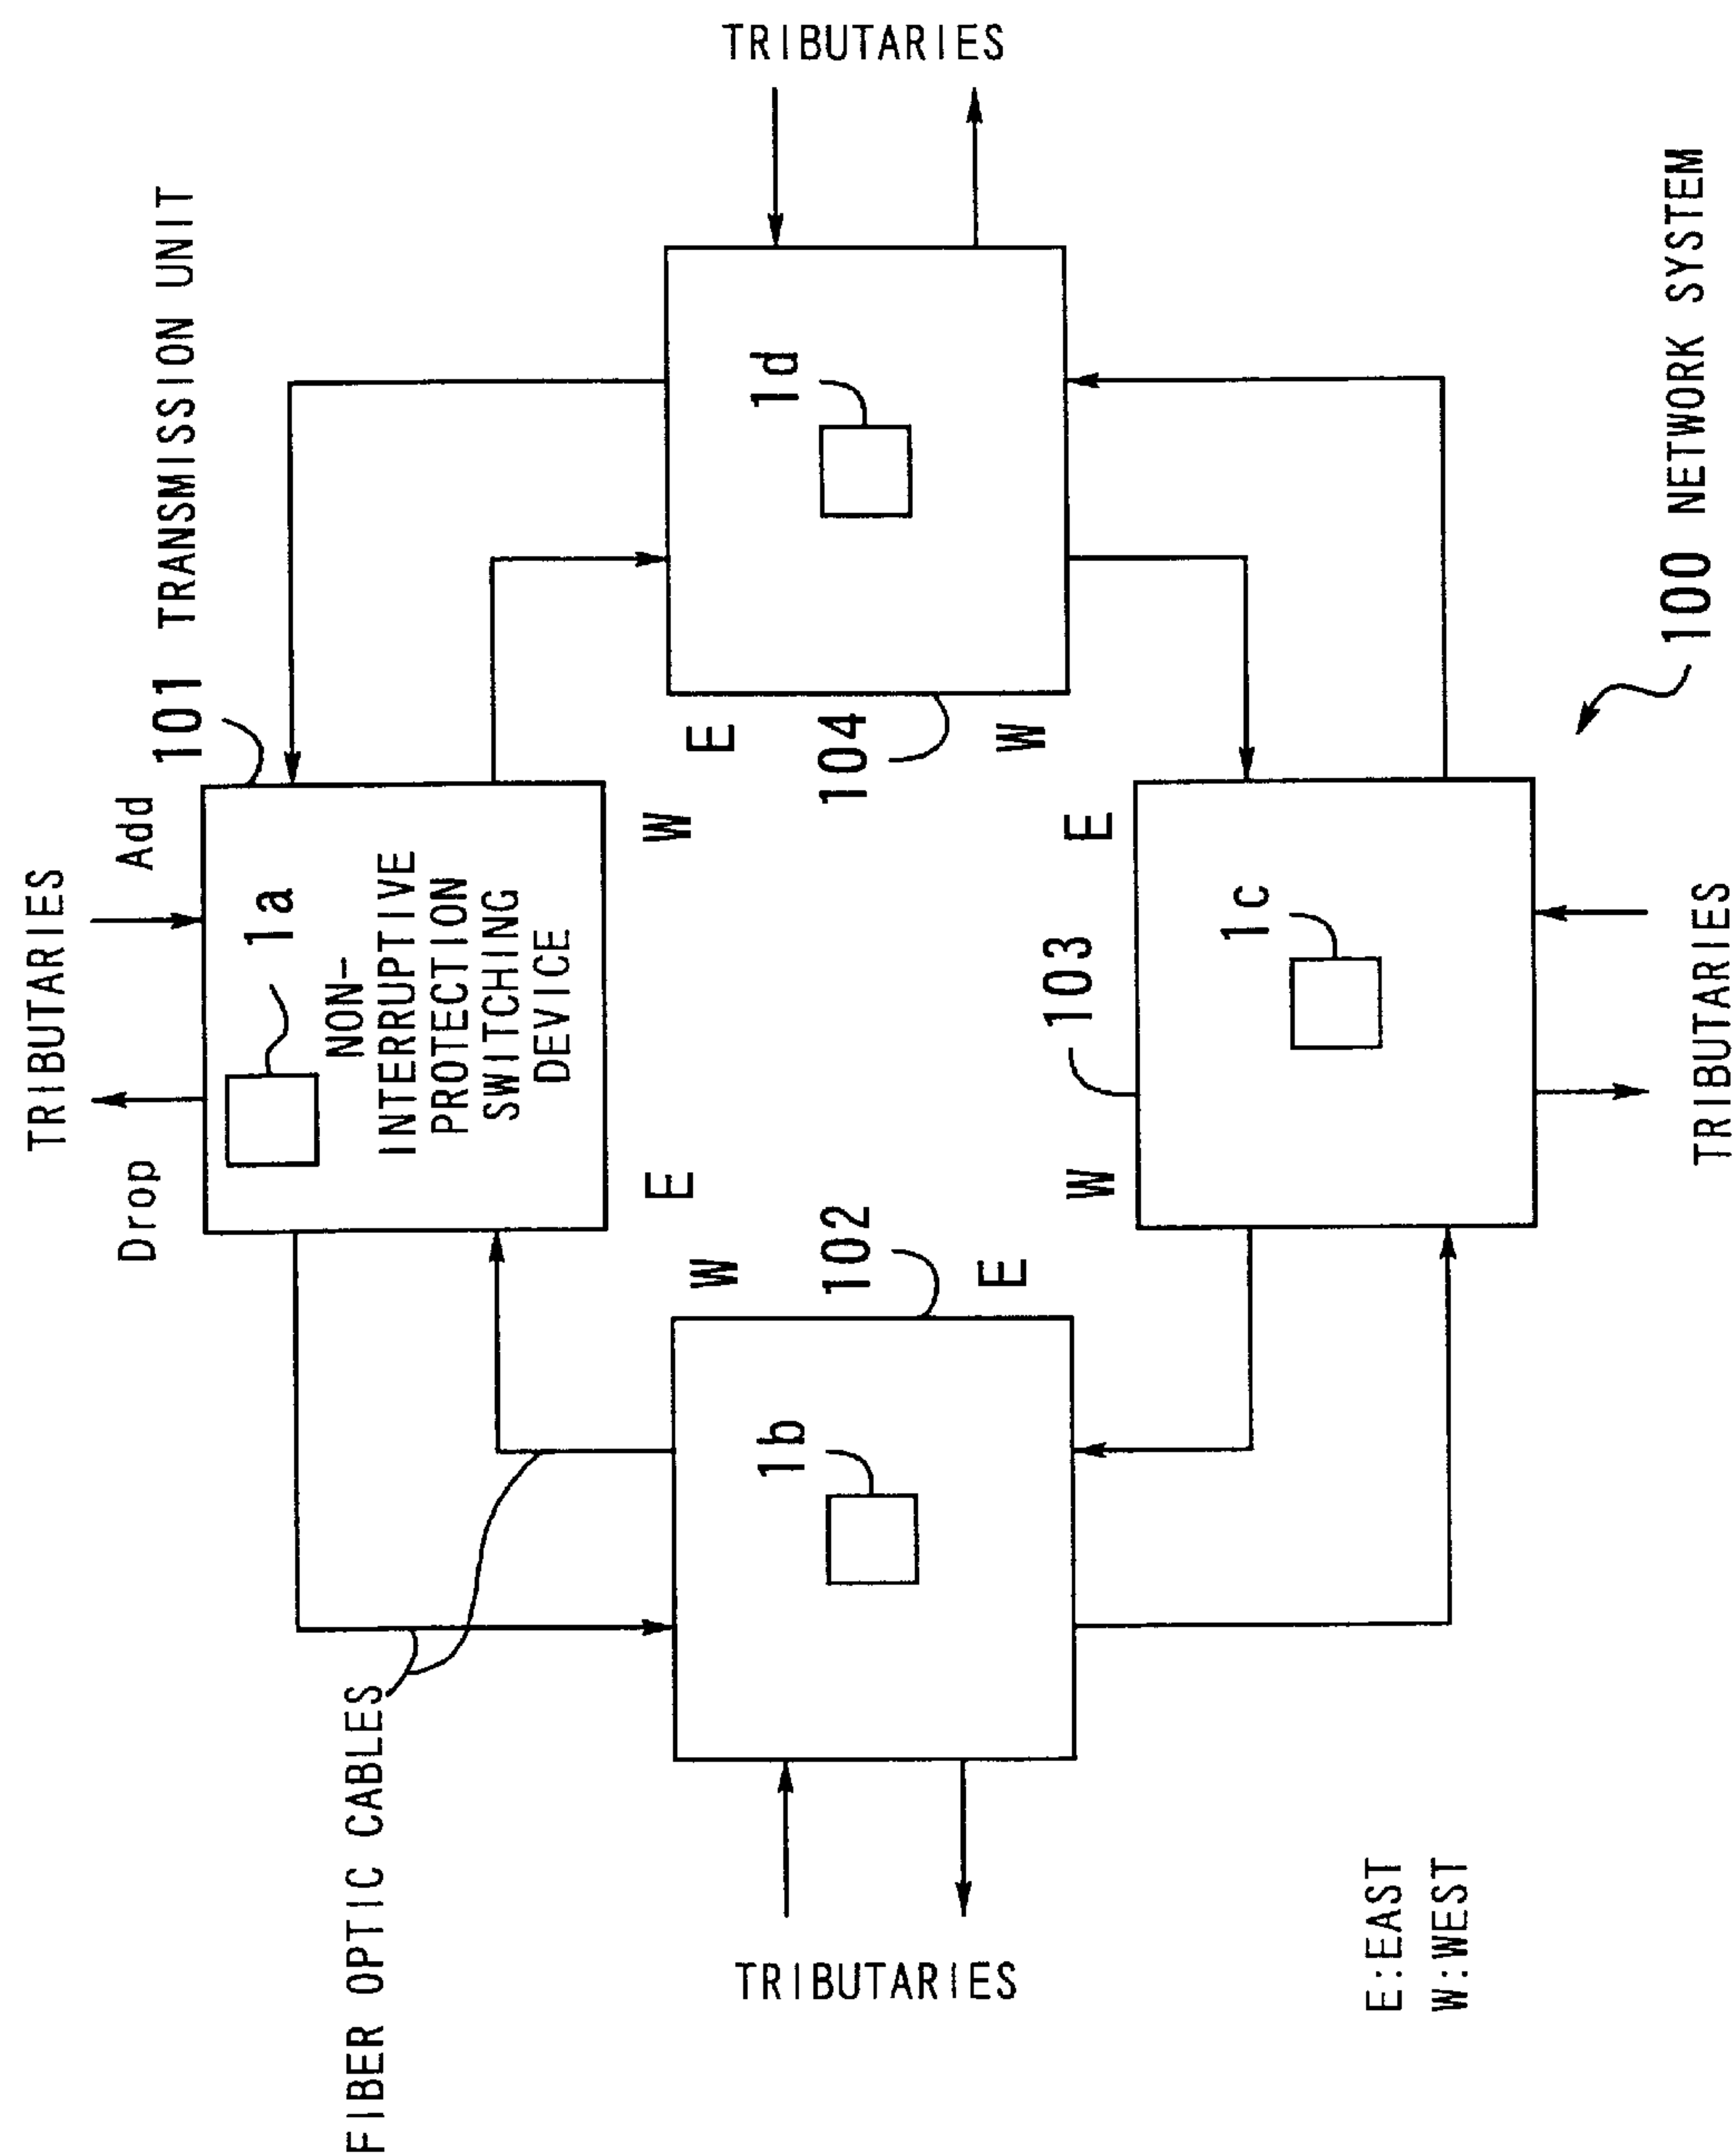 TRIBUTARIES
Drop
Add
101 TRANSMISSION UNIT
1a
NON-
INTERRUPTIVE
PROTECTION
SWITCHING
DEVICE
FIBER OPTIC CABLES
E
W
W
E
TRIBUTARIES
1b
102
104
1d
TRIBUTARIES
E
W
103
W
E
1c
E:EAST
W:WEST
TRIBUTARIES
100 NETWORK SYSTEM